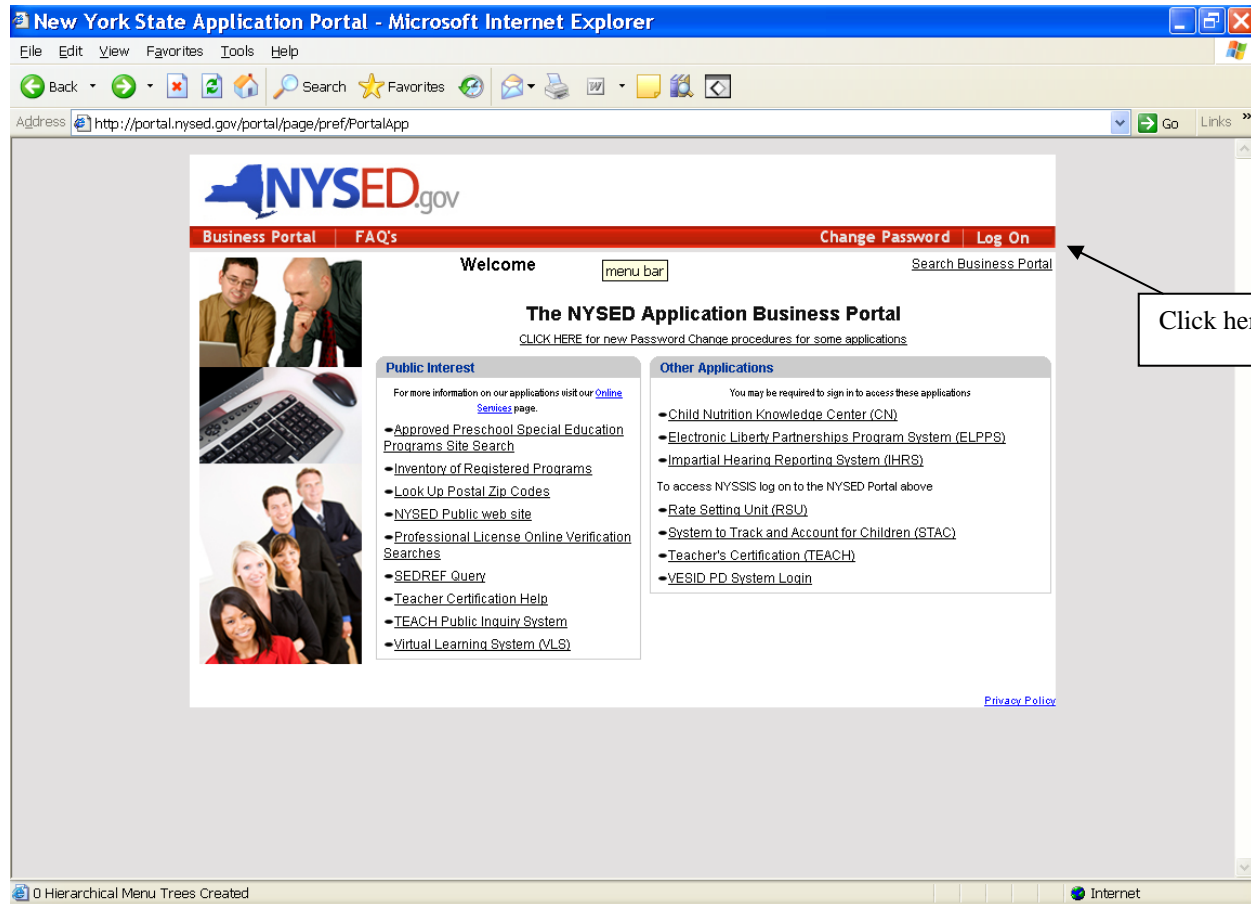 New York State Application Portal - Microsoft Internet Explorer
File Edit View Favorites Tools Help
Back Search Favorites
Address http://portal.nysed.gov/portal/page/pref/PortalApp Go Links »
NYSED.gov
Business Portal FAQ's Change Password Log On
Welcome menu bar Search Business Portal
Click
The NYSED Application Business Portal
CLICK HERE for new Password Change procedures for some applications
Public Interest
For more information on our applications visit our Online
Services page.
Approved Preschool Special Education
Programs Site Search
Inventory of Registered Programs
Look Up Postal Zip Codes
NYSED Public web site
Professional License Online Verification
Searches
SEDREF Query
Teacher Certification Help
TEACH Public Inquiry System
Virtual Learning System (VLS)
Other Applications
You may be required to sign in to access these applications
Child Nutrition Knowledge Center (CN)
Electronic Liberty Partnerships Program System (ELPPS)
Impartial Hearing Reporting System (IHRS)
To access NYSSIS log on to the NYSED Portal above
Rate Setting Unit (RSU)
System to Track and Account for Children (STAC)
Teacher's Certification (TEACH)
VESID PD System Login
Privacy Policy
0 Hierarchical Menu Trees Created Internet